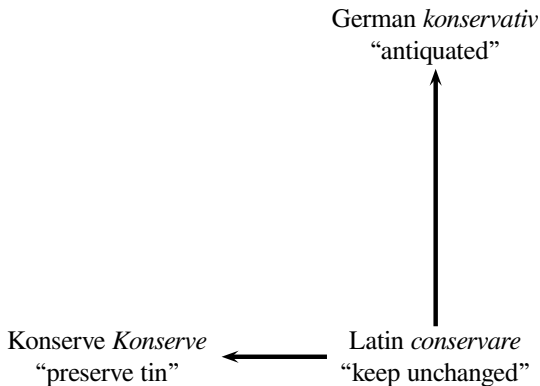 German konservativ
“antiquated”
Konserve Konserve
“preserve tin”
Latin conservare
“keep unchanged”